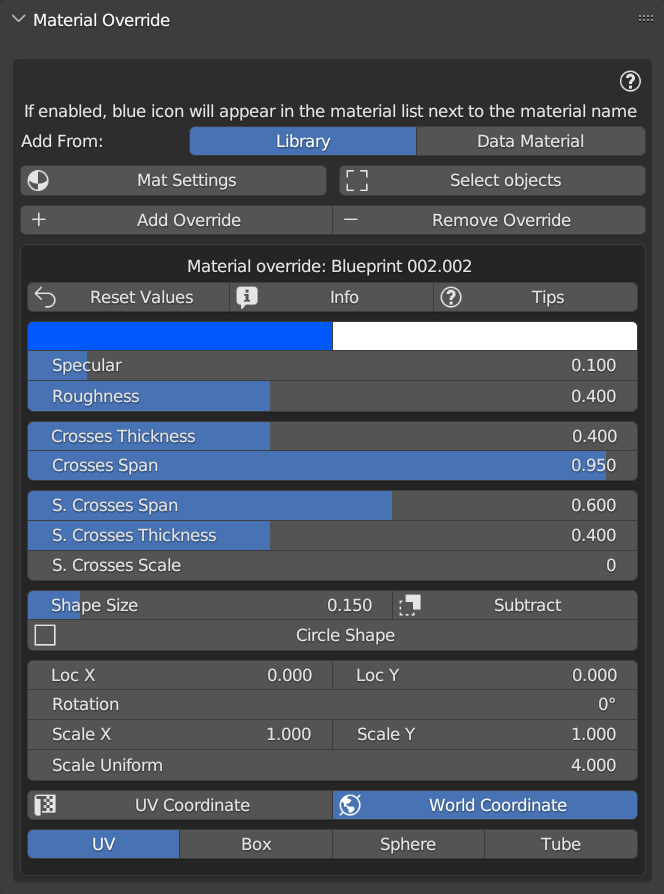 Material Override
If enabled, blue icon will appear in the material list next to the material name
Add From: Library Data Material
Mat Settings Select objects
Add Override Remove Override
Material override: Blueprint 002.002
Reset Values Info Tips
Specular 0.100
Roughness 0.400
Crosses Thickness 0.400
Crosses Span 0.950
S. Crosses Span 0.600
S. Crosses Thickness 0.400
S. Crosses Scale 0
Shape Size 0.150 Subtract
Circle Shape
Loc X 0.000 Loc Y 0.000
Rotation 0°
Scale X 1.000 Scale Y 1.000
Scale Uniform 4.000
UV Coordinate World Coordinate
UV Box Sphere Tube